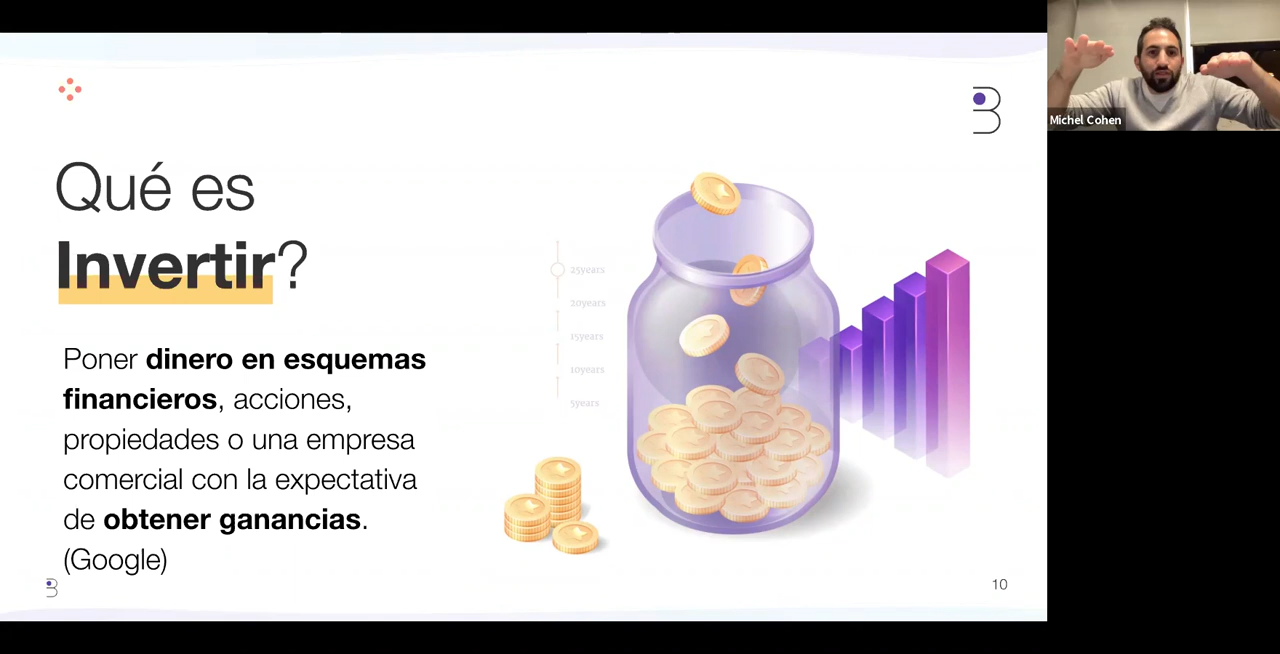 Qué es
Invertir?
Poner dinero en esquemas
financieros, acciones,
propiedades o una empresa
comercial con la expectativa
de obtener ganancias.
(Google)
25years
20years
15years
10years
5years
10
Michel Cohen